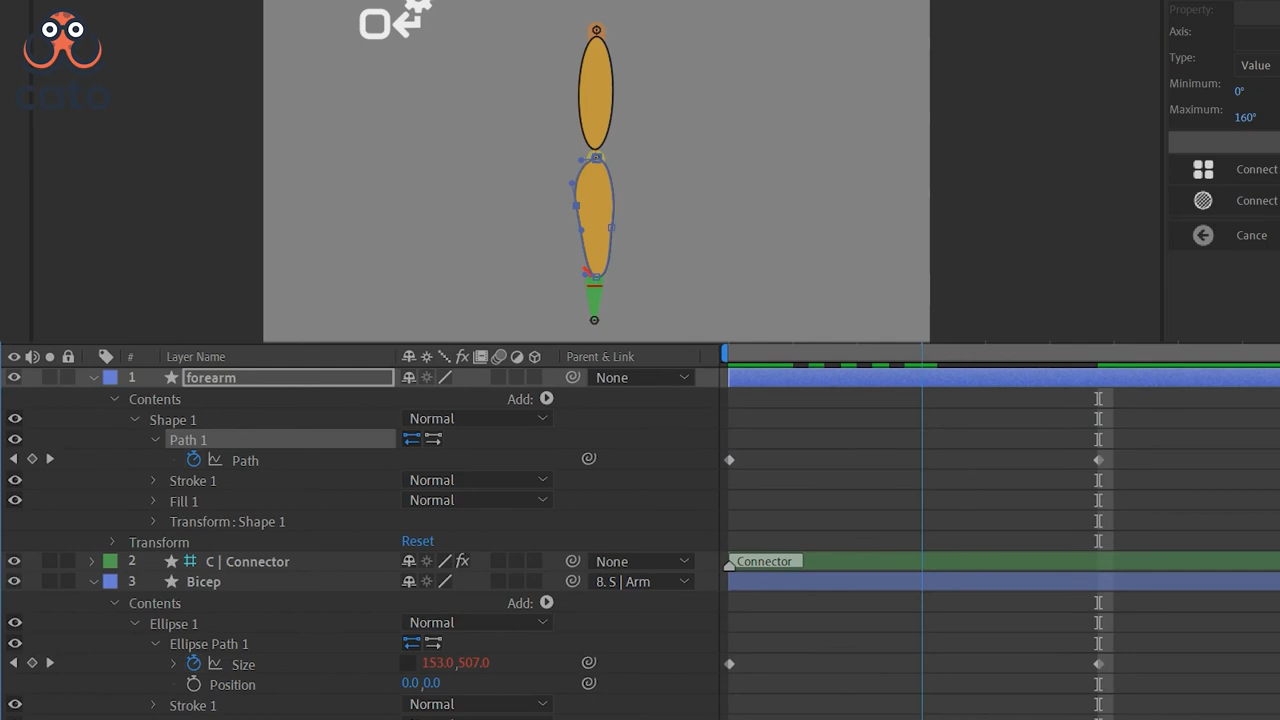 Property:
Axis:
Type: Value
Minimum: 0°
Maximum: 160°
Connect
Connect
Cance
cato
# Layer Name Parent & Link
1 forearm None
Contents Add:
Shape 1 Normal
Path 1
Path
Stroke 1 Normal
Fill 1 Normal
Transform: Shape 1
Transform Reset
2 C | Connector fx None Connector
3 Bicep 8. S | Arm
Contents Add:
Ellipse 1 Normal
Ellipse Path 1
Size 153.0,507.0
Position 0.0,0.0
Stroke 1 Normal